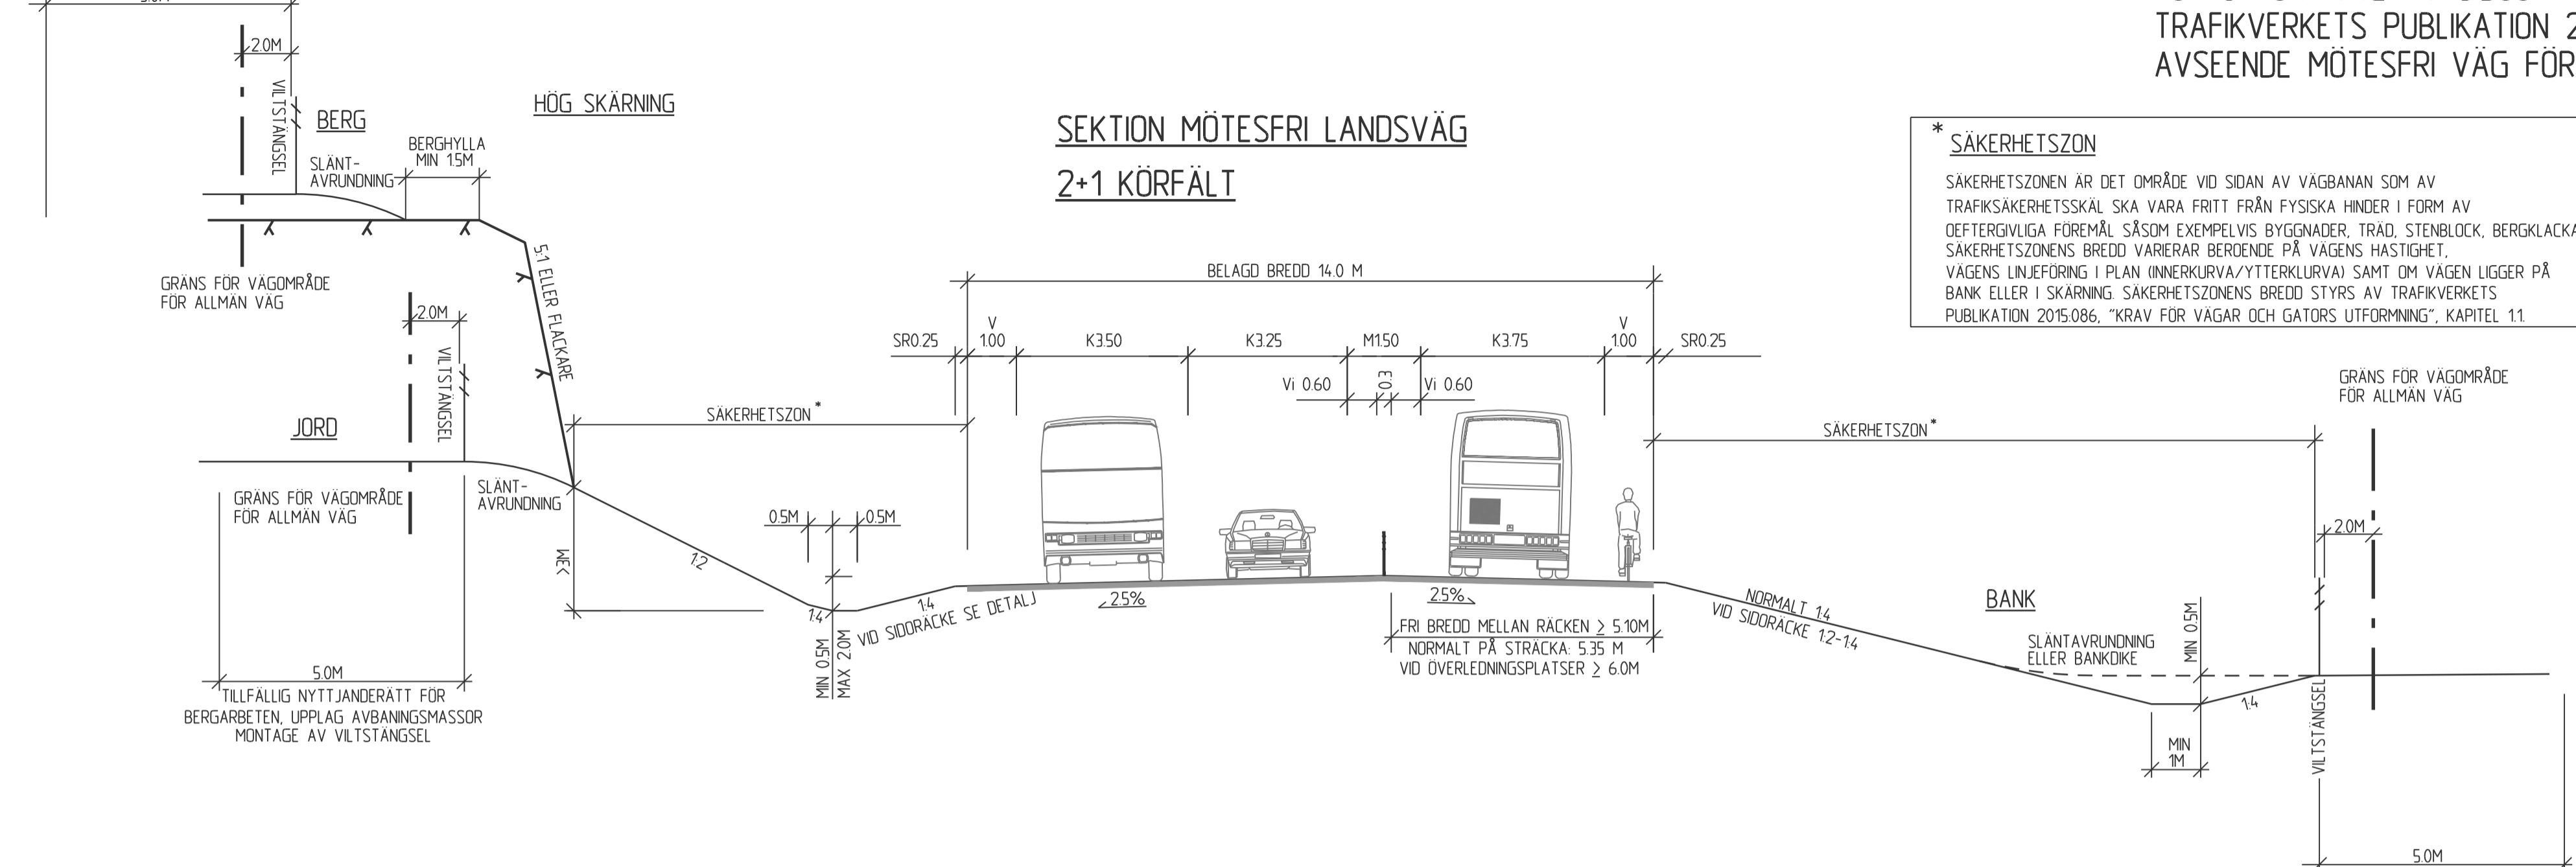 TRAFIKVERKETS PUBLIKATION 2
AVSEENDE MÖTESFRI VÄG FÖR
2.0M
VILTSTÄNGSEL
BERG
HÖG SKÄRNING
SLÄNT-
AVRUNDNING
BERGHYLLA
MIN 1.5M
GRÄNS FÖR VÄGOMRÅDE
FÖR ALLMÄN VÄG
5:1 ELLER FLACKARE
SEKTION MÖTESFRI LANDSVÄG
2+1 KÖRFÄLT
* SÄKERHETSZON
SÄKERHETSZONEN ÄR DET OMRÅDE VID SIDAN AV VÄGBANAN SOM AV
TRAFIKSÄKERHETSSKÄL SKA VARA FRITT FRÅN FYSISKA HINDER I FORM AV
OEFTERGIVLIGA FÖREMÅL SÅSOM EXEMPELVIS BYGGNADER, TRÄD, STENBLOCK, BERGKLACKA
SÄKERHETSZONENS BREDD VARIERAR BEROENDE PÅ VÄGENS HASTIGHET,
VÄGENS LINJEFÖRING I PLAN (INNERKURVA/YTTERKLURVA) SAMT OM VÄGEN LIGGER PÅ
BANK ELLER I SKÄRNING. SÄKERHETSZONENS BREDD STYRS AV TRAFIKVERKETS
PUBLIKATION 2015:086, "KRAV FÖR VÄGAR OCH GATORS UTFORMNING", KAPITEL 1.1.
BELAGD BREDD 14.0 M
SR0.25
V
1.00
K3.50
K3.25
M1.50
K3.75
V
1.00
SR0.25
Vi 0.60
E:0.
Vi 0.60
2.0M
VILTSTÄNGSEL
JORD
SLÄNT-
AVRUNDNING
GRÄNS FÖR VÄGOMRÅDE
FÖR ALLMÄN VÄG
5.0M
TILLFÄLLIG NYTTJANDERÄTT FÖR
BERGARBETEN, UPPLAG AVBANINGSMASSOR
MONTAGE AV VILTSTÄNGSEL
SÄKERHETSZON *
<3M
1:2
0.5M
0.5M
1:4
MIN 0.5M
MAX 2.0M
1:4
VID SIDORÄCKE SE DETALJ
2.5%
2.5%
FRI BREDD MELLAN RÄCKEN ≥ 5.10M
NORMALT PÅ STRÄCKA: 5.35 M
VID ÖVERLEDNINGSPLATSER ≥ 6.0M
SÄKERHETSZON *
NORMALT 1:4
VID SIDORÄCKE 1:2-1:4
BANK
SLÄNTAVRUNDNING
ELLER BANKDIKE
MIN 0.5M
MIN
1M
1:4
GRÄNS FÖR VÄGOMRÅDE
FÖR ALLMÄN VÄG
2.0M
VILTSTÄNGSEL
5.0M